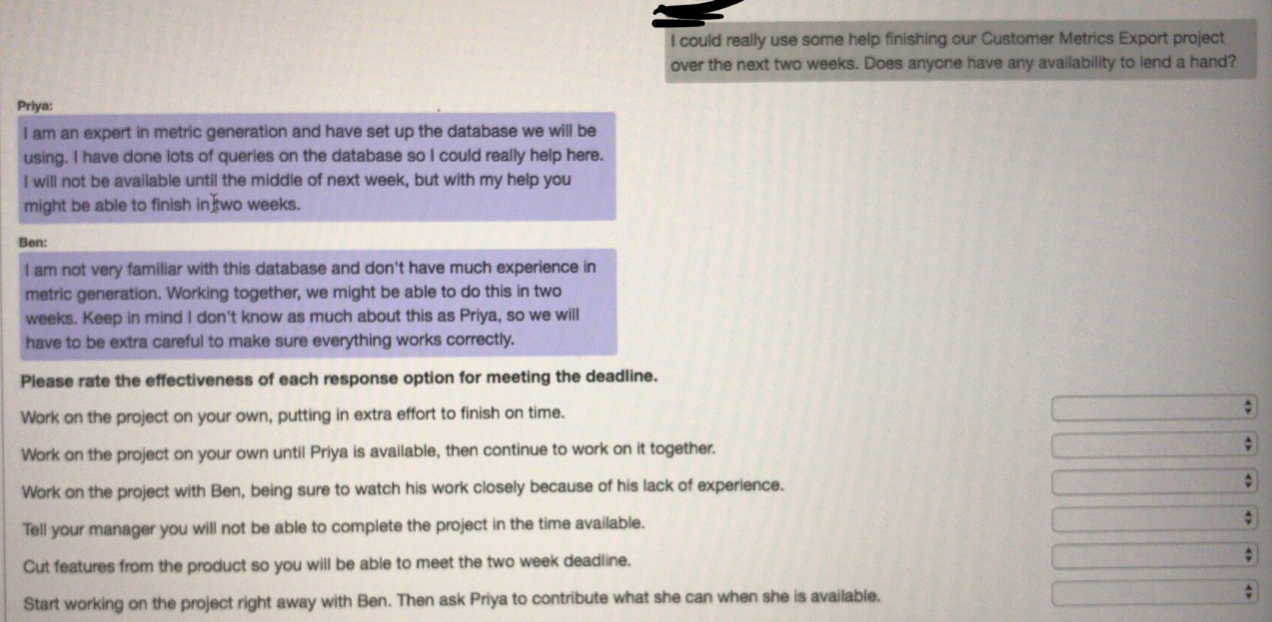 I could really use some help finishing our Customer Metrics Export project
over the next two weeks. Does anyone have any availability to lend a hand?
Priya:
I am an expert in metric generation and have set up the database we will be
using. I have done lots of queries on the database so I could really help here.
I will not be available until the middle of next week, but with my help you
might be able to finish in two weeks.
Ben:
I am not very familiar with this database and don't have much experience in
metric generation. Working together, we might be able to do this in two
weeks. Keep in mind I don't know as much about this as Priya, so we will
have to be extra careful to make sure everything works correctly.
Please rate the effectiveness of each response option for meeting the deadline.
Work on the project on your own, putting in extra effort to finish on time.
Work on the project on your own until Priya is available, then continue to work on it together.
Work on the project with Ben, being sure to watch his work closely because of his lack of experience.
Tell your manager you will not be able to complete the project in the time available.
Cut features from the product so you will be able to meet the two week deadline.
Start working on the project right away with Ben. Then ask Priya to contribute what she can when she is available.